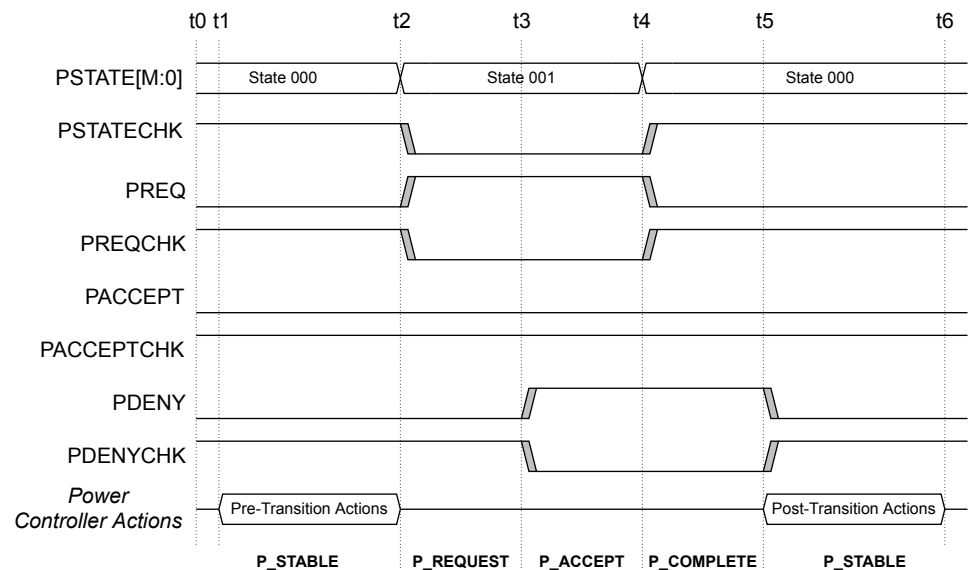 t0 t1 t2 t3 t4 t5 t6
PSTATE[M:0] State 000 State 001 State 000
PSTATECHK
PREQ
PREQCHK
PACCEPT
PACCEPTCHK
PDENY
PDENYCHK
Power
Controller Actions Pre-Transition Actions Post-Transition Actions
P_STABLE P_REQUEST P_ACCEPT P_COMPLETE P_STABLE